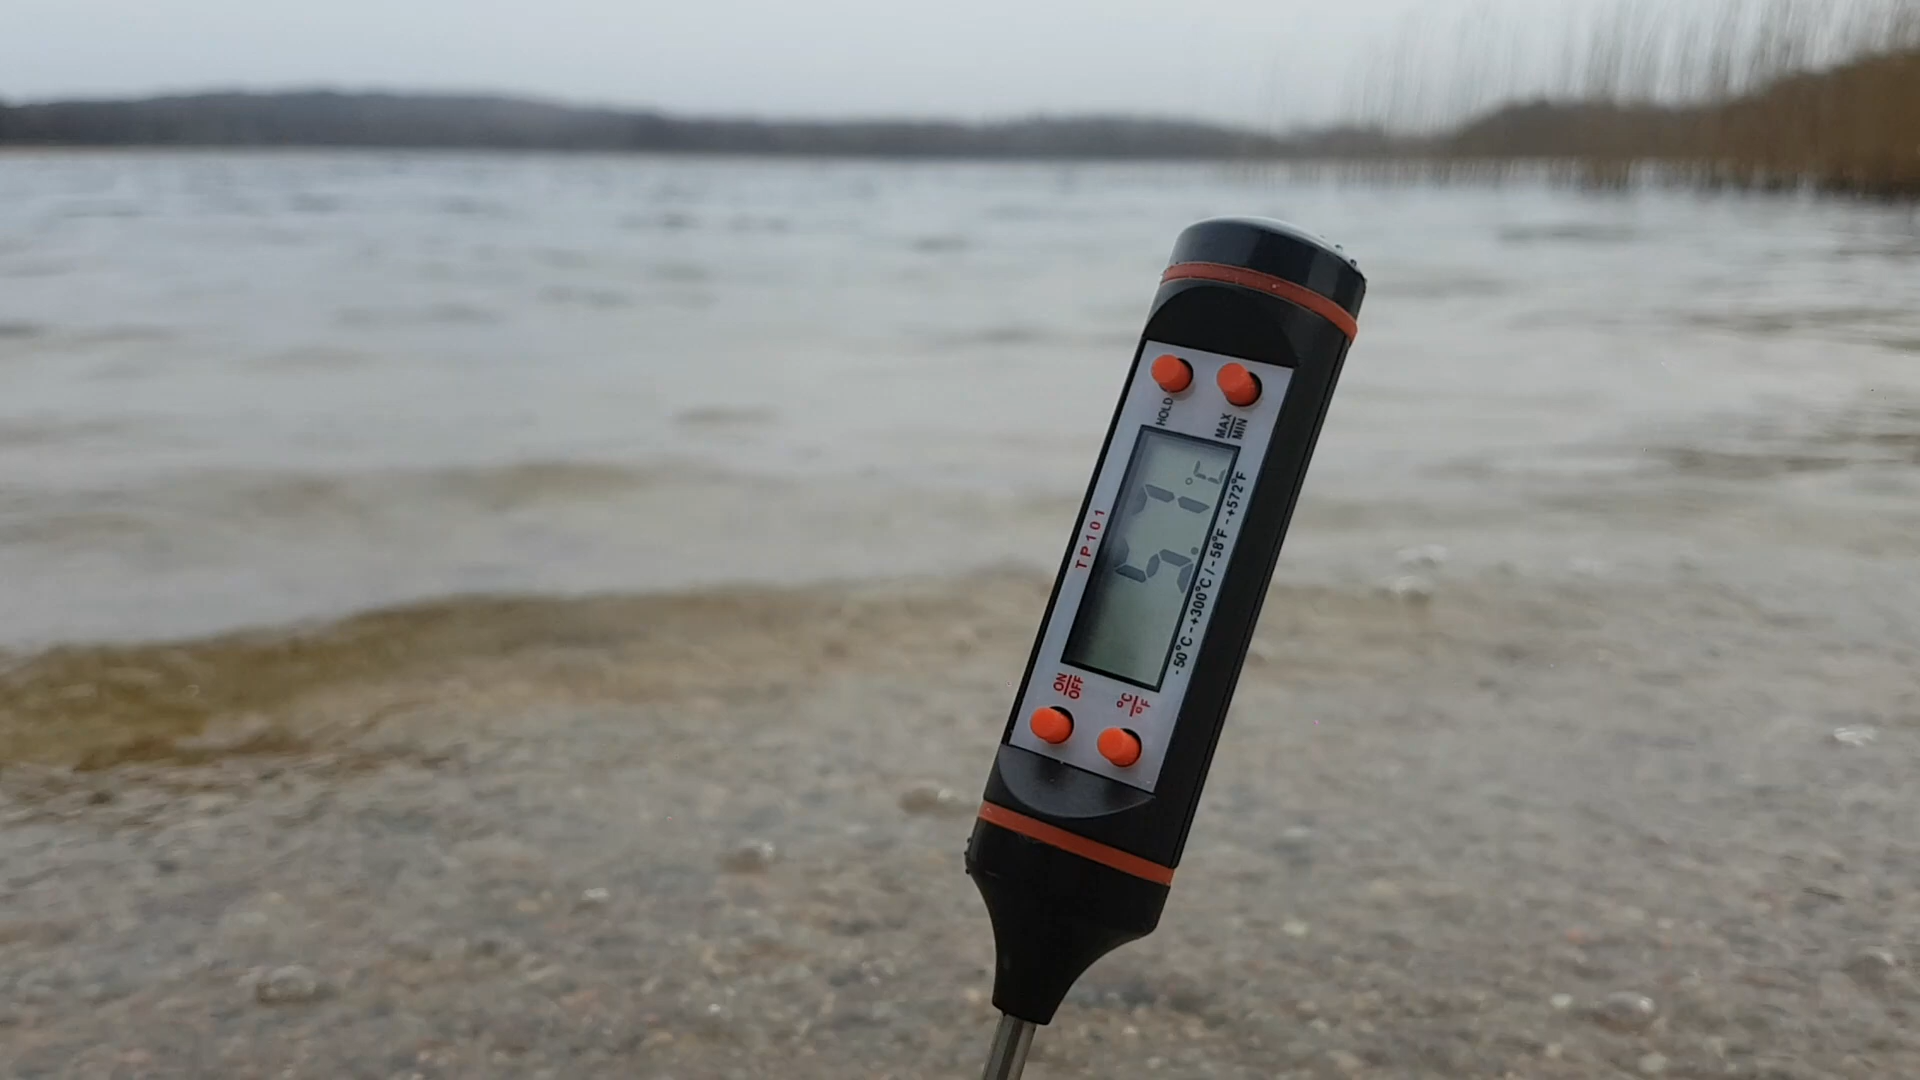 HOLD
MAX
MIN
TP101
-50°C-+300°C/-58°F-+572°F
ON
OFF
°C
°F